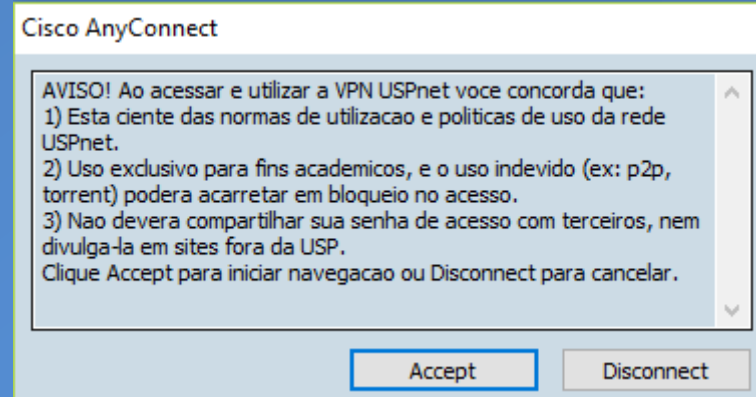 Cisco AnyConnect
AVISO! Ao acessar e utilizar a VPN USPnet voce concorda que:
1) Esta ciente das normas de utilizacao e politicas de uso da rede
USPnet.
2) Uso exclusivo para fins academicos, e o uso indevido (ex: p2p,
torrent) podera acarretar em bloqueio no acesso.
3) Nao devera compartilhar sua senha de acesso com terceiros, nem
divulga-la em sites fora da USP.
Clique Accept para iniciar navegacao ou Disconnect para cancelar.
Accept Disconnect